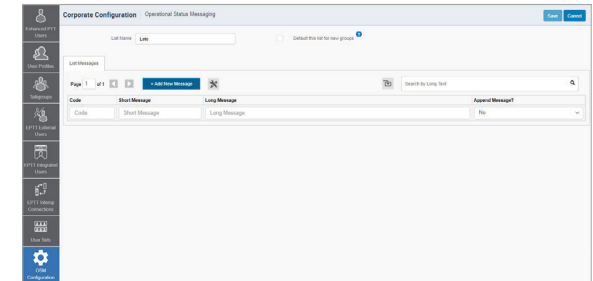 Corporate Configuration | Operational Status Messaging
Save Cancel
Enhanced PTT
Users
List Name Lots
Default this list for new groups ?
User Profiles
List Messages
Page 1 of 1
+ Add New Message
Search by Long Text
Subgroups
Code Short Message Long Message Append Message?
Code Short Message Long Message No
EPTT External
Users
EPTT Integrated
Users
EPTT Interop
Connections
User Sets
OSM
Configuration